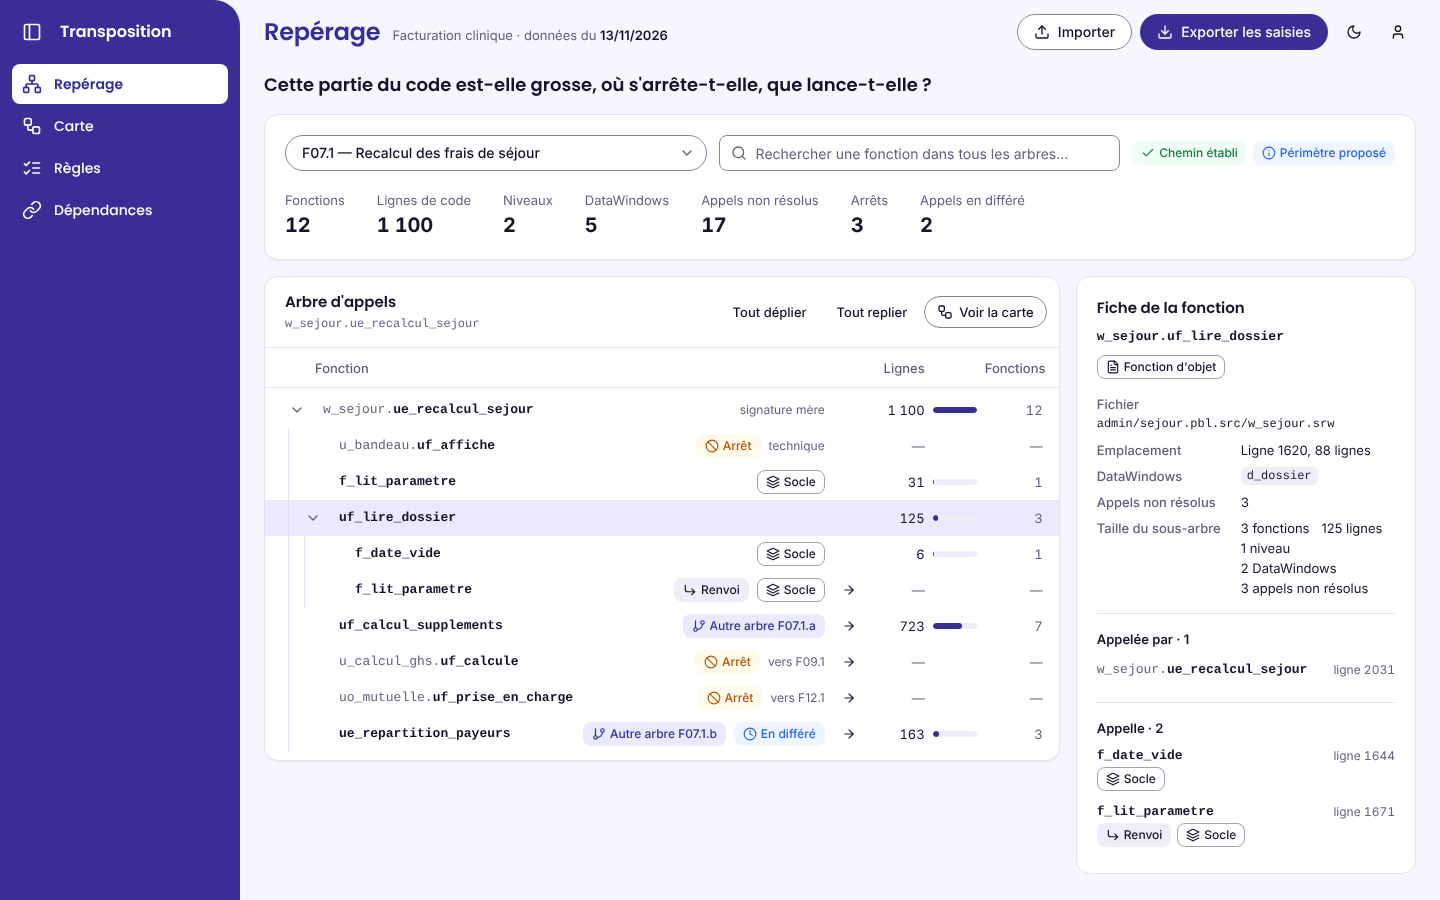 Transposition
Repérage
Carte
Règles
Dépendances
Repérage
Facturation clinique · données du 13/11/2026
Importer
Exporter les saisies
Cette partie du code est-elle grosse, où s'arrête-t-elle, que lance-t-elle ?
F07.1 — Recalcul des frais de séjour
Rechercher une fonction dans tous les arbres...
Chemin établi
Périmètre proposé
Fonctions
12
Lignes de code
1 100
Niveaux
2
DataWindows
5
Appels non résolus
17
Arrêts
3
Appels en différé
2
Arbre d'appels
w_sejour.ue_recalcul_sejour
Tout déplier
Tout replier
Voir la carte
Fonction Lignes Fonctions
w_sejour.ue_recalcul_sejour signature mère 1 100 12
u_bandeau.uf_affiche Arrêt technique — —
f_lit_parametre Socle 31 1
uf_lire_dossier 125 3
f_date_vide Socle 6 1
f_lit_parametre Renvoi Socle — —
uf_calcul_supplements Autre arbre F07.1.a 723 7
u_calcul_ghs.uf_calcule Arrêt vers F09.1 — —
uo_mutuelle.uf_prise_en_charge Arrêt vers F12.1 — —
ue_repartition_payeurs Autre arbre F07.1.b En différé 163 3
Fiche de la fonction
w_sejour.uf_lire_dossier
Fonction d'objet
Fichier
admin/sejour.pbl.src/w_sejour.srw
Emplacement Ligne 1620, 88 lignes
DataWindows d_dossier
Appels non résolus 3
Taille du sous-arbre 3 fonctions 125 lignes
1 niveau
2 DataWindows
3 appels non résolus
Appelée par · 1
w_sejour.ue_recalcul_sejour ligne 2031
Appelle · 2
f_date_vide ligne 1644
Socle
f_lit_parametre ligne 1671
Renvoi Socle